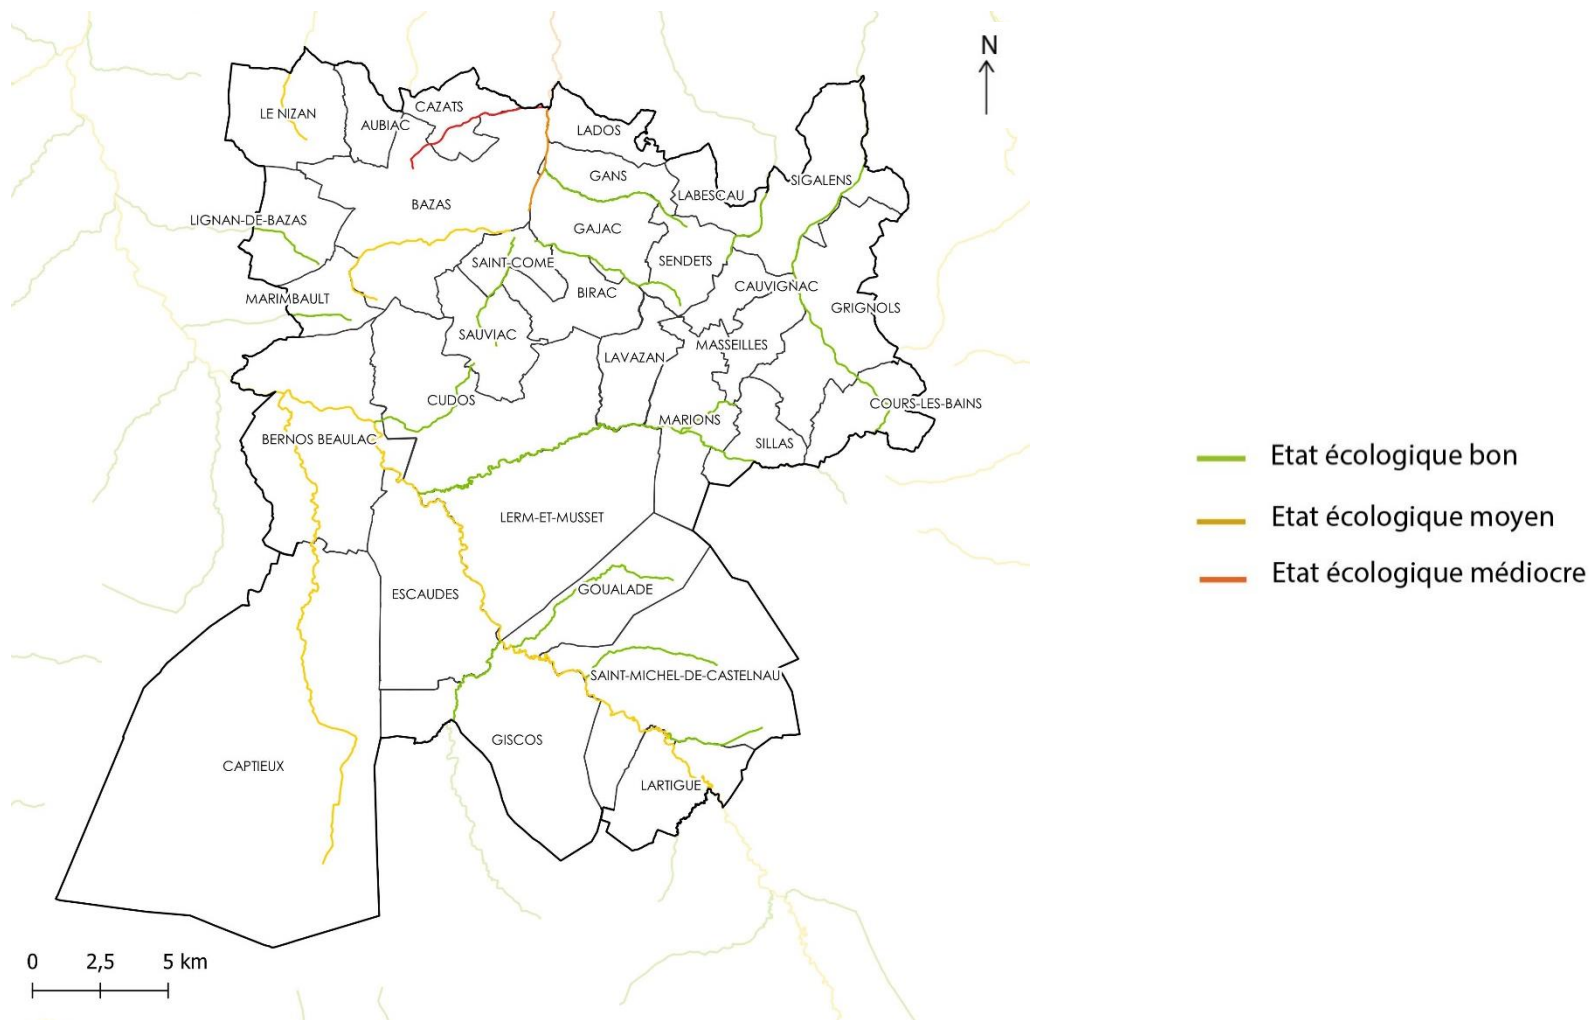 N
CAZATS
LE NIZAN
AUBIAC
LADOS
GANS
SIGALENS
LABESCAU
BAZAS
LIGNAN-DE-BAZAS
GAJAC
SAINT-COME
SENDETS
CAUVIGNAC
BIRAC
MARIMBAULT
GRIGNOLS
SAUVIAC
MASSEILLES
LAVAZAN
CUDOS
COURS-LES-BAINS
MARIONS
BERNOS BEAULAC
SILLAS
LERM-ET-MUSSET
ESCAUDES
GOUALADE
SAINT-MICHEL-DE-CASTELNAU
GISCOS
CAPTIEUX
LARTIGUE
Etat écologique bon
Etat écologique moyen
Etat écologique médiocre
0 2,5 5 km